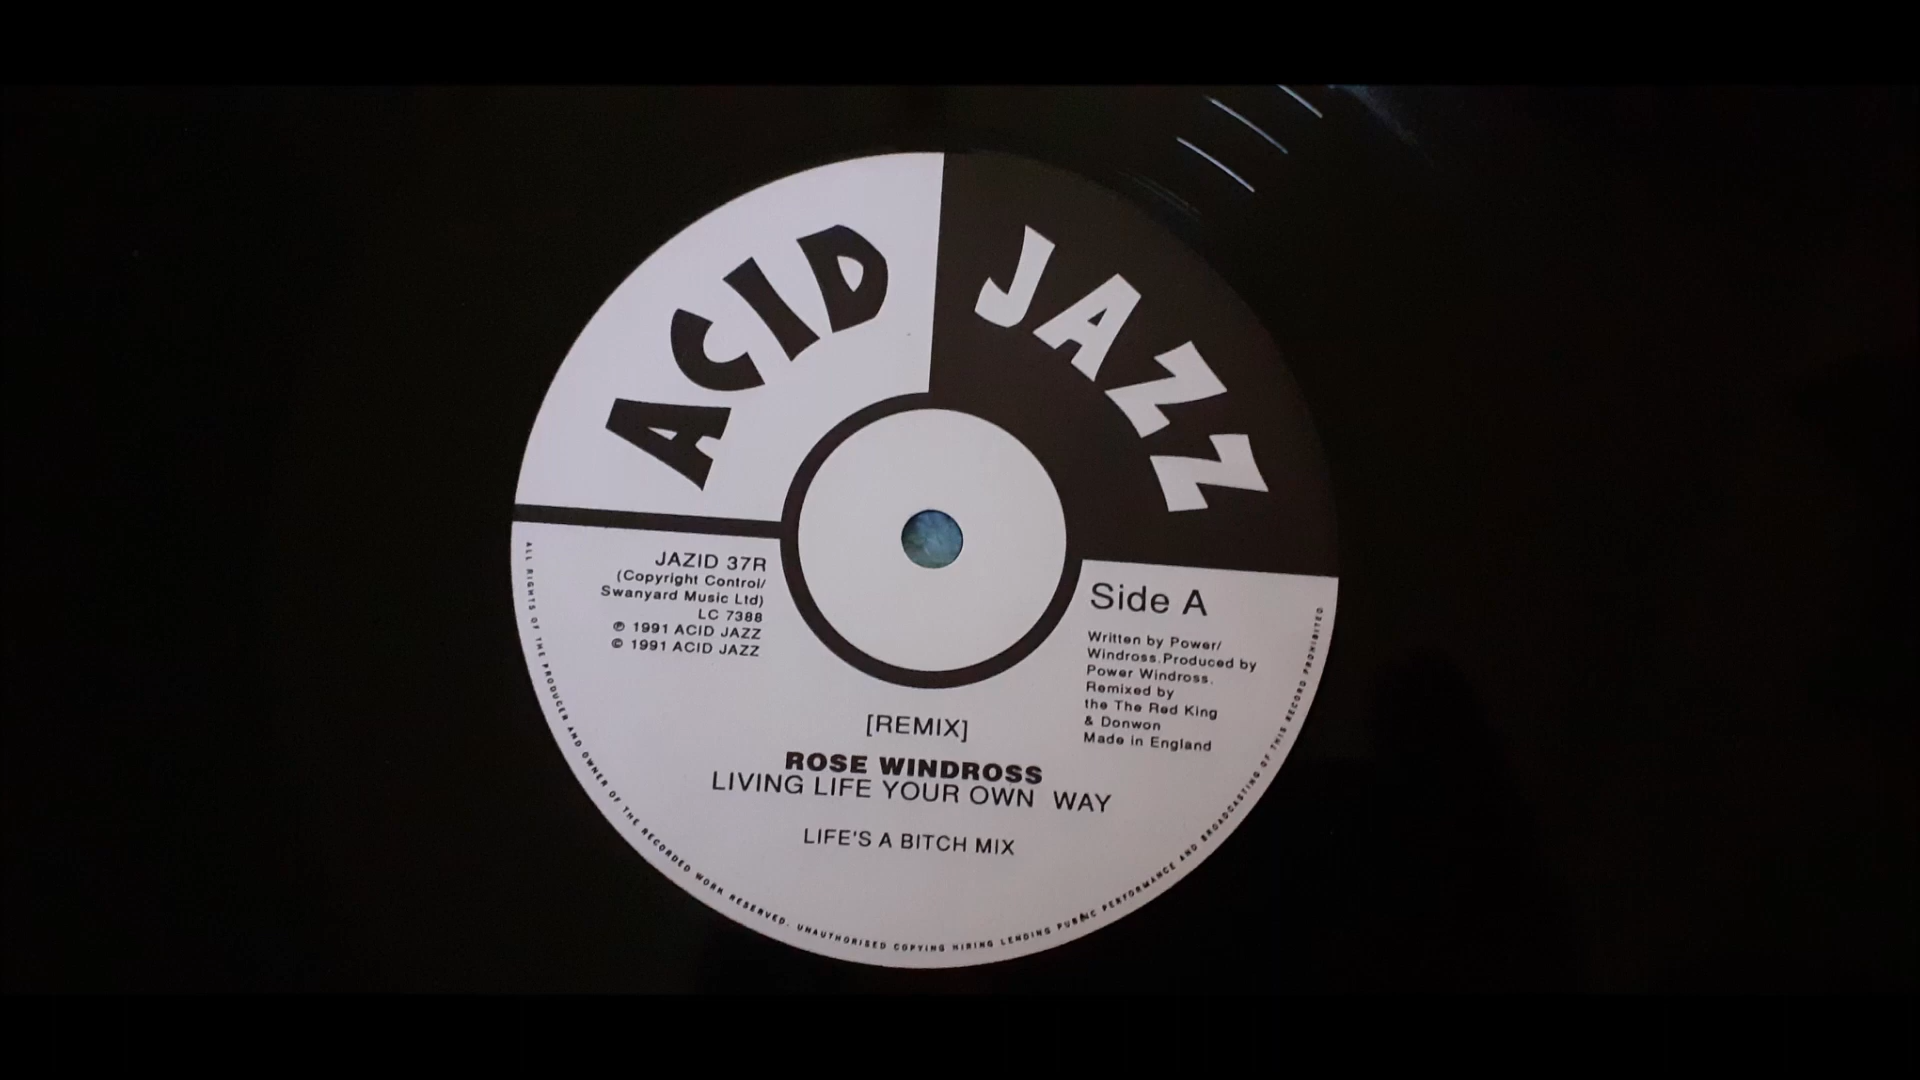 ACID JAZZ
JAZID 37R
(Copyright Control/
Swanyard Music Ltd)
LC 7388
℗ 1991 ACID JAZZ
© 1991 ACID JAZZ
Side A
Written by Power/
Windross.Produced by
Power Windross.
Remixed by
the The Red King
& Donwon
Made in England
[REMIX]
ROSE WINDROSS
LIVING LIFE YOUR OWN WAY
LIFE'S A BITCH MIX
ALL RIGHTS OF THE PRODUCER AND OWNER OF THE RECORDED WORK RESERVED. UNAUTHORISED COPYING HIRING LENDING PUBLIC PERFORMANCE AND BROADCASTING OF THIS RECORD PROHIBITED